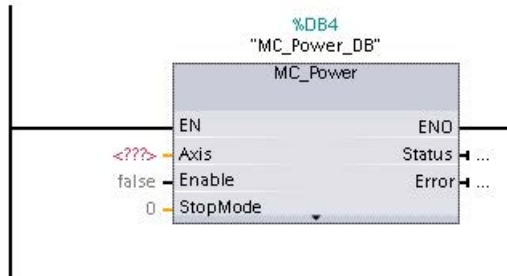 %DB4
"MC_Power_DB"
MC_Power
EN ENO
<???> Axis Status ...
false Enable Error ...
0 StopMode